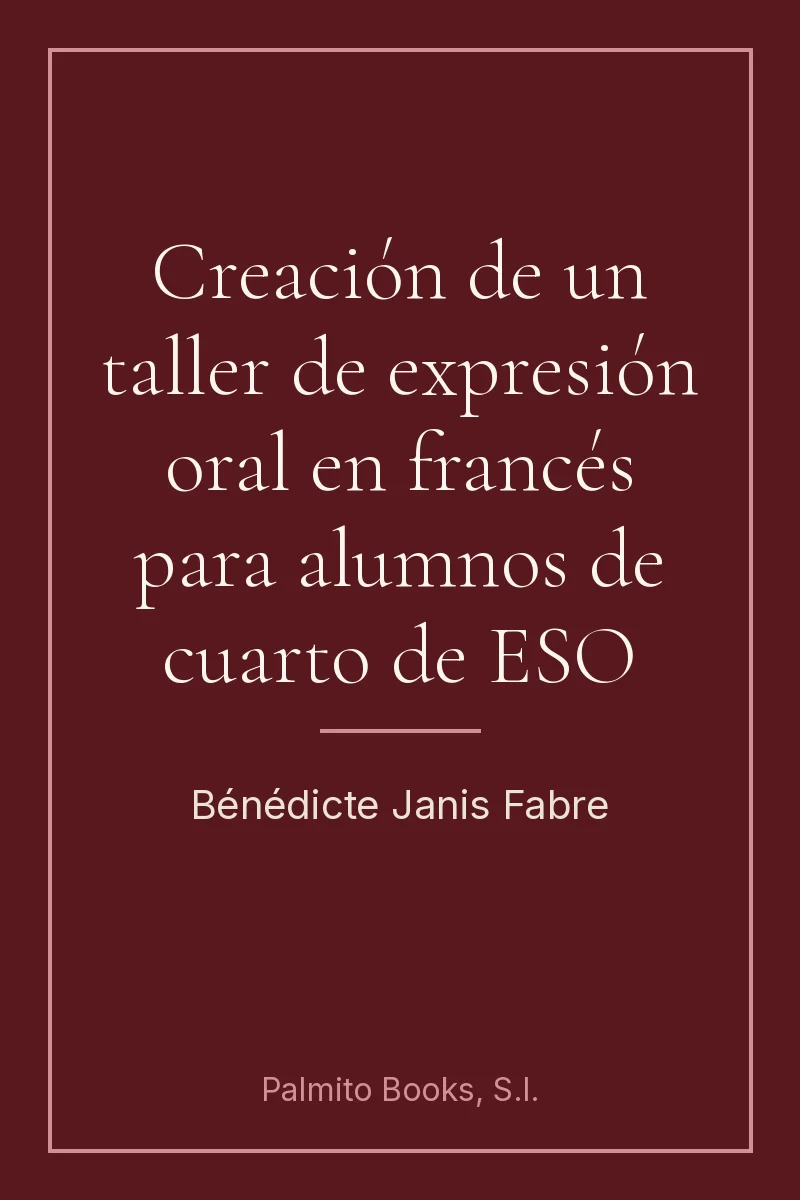 Creación de un
taller de expresión
oral en francés
para alumnos de
cuarto de ESO
Bénédicte Janis Fabre
Palmito Books, S.l.